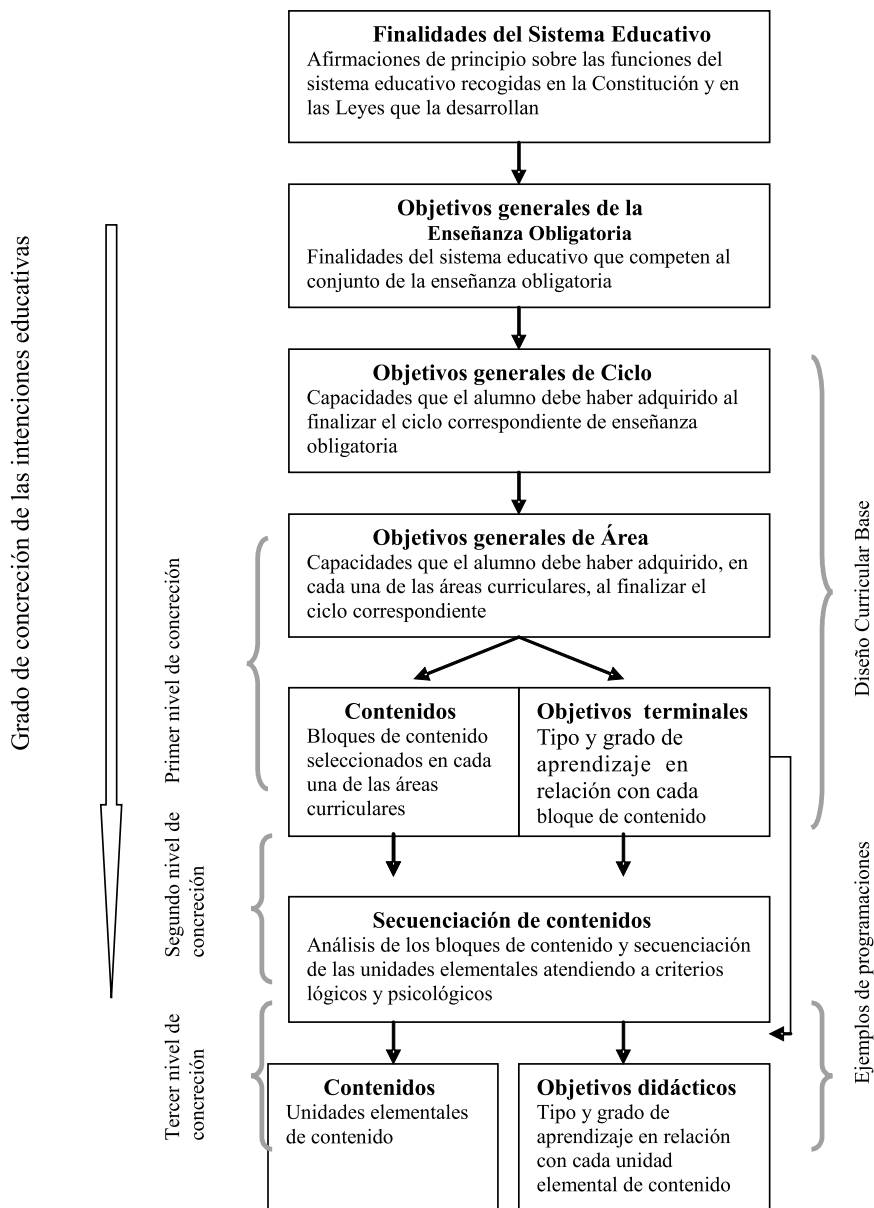 Finalidades del Sistema Educativo
Afirmaciones de principio sobre las funciones del
sistema educativo recogidas en la Constitución y en
las Leyes que la desarrollan
Objetivos generales de la
Enseñanza Obligatoria
Finalidades del sistema educativo que competen al
conjunto de la enseñanza obligatoria
Objetivos generales de Ciclo
Capacidades que el alumno debe haber adquirido al
finalizar el ciclo correspondiente de enseñanza
obligatoria
Objetivos generales de Área
Capacidades que el alumno debe haber adquirido, en
cada una de las áreas curriculares, al finalizar el
ciclo correspondiente
Contenidos
Bloques de contenido
seleccionados en cada
una de las áreas
curriculares
Objetivos terminales
Tipo y grado de
aprendizaje en
relación con cada
bloque de contenido
Secuenciación de contenidos
Análisis de los bloques de contenido y secuenciación
de las unidades elementales atendiendo a criterios
lógicos y psicológicos
Contenidos
Unidades elementales
de contenido
Objetivos didácticos
Tipo y grado de
aprendizaje en relación
con cada unidad
elemental de contenido
Grado de concreción de las intenciones educativas
Primer nivel de concreción
Segundo nivel de
concreción
Tercer nivel de
concreción
Diseño Curricular Base
Ejemplos de programaciones